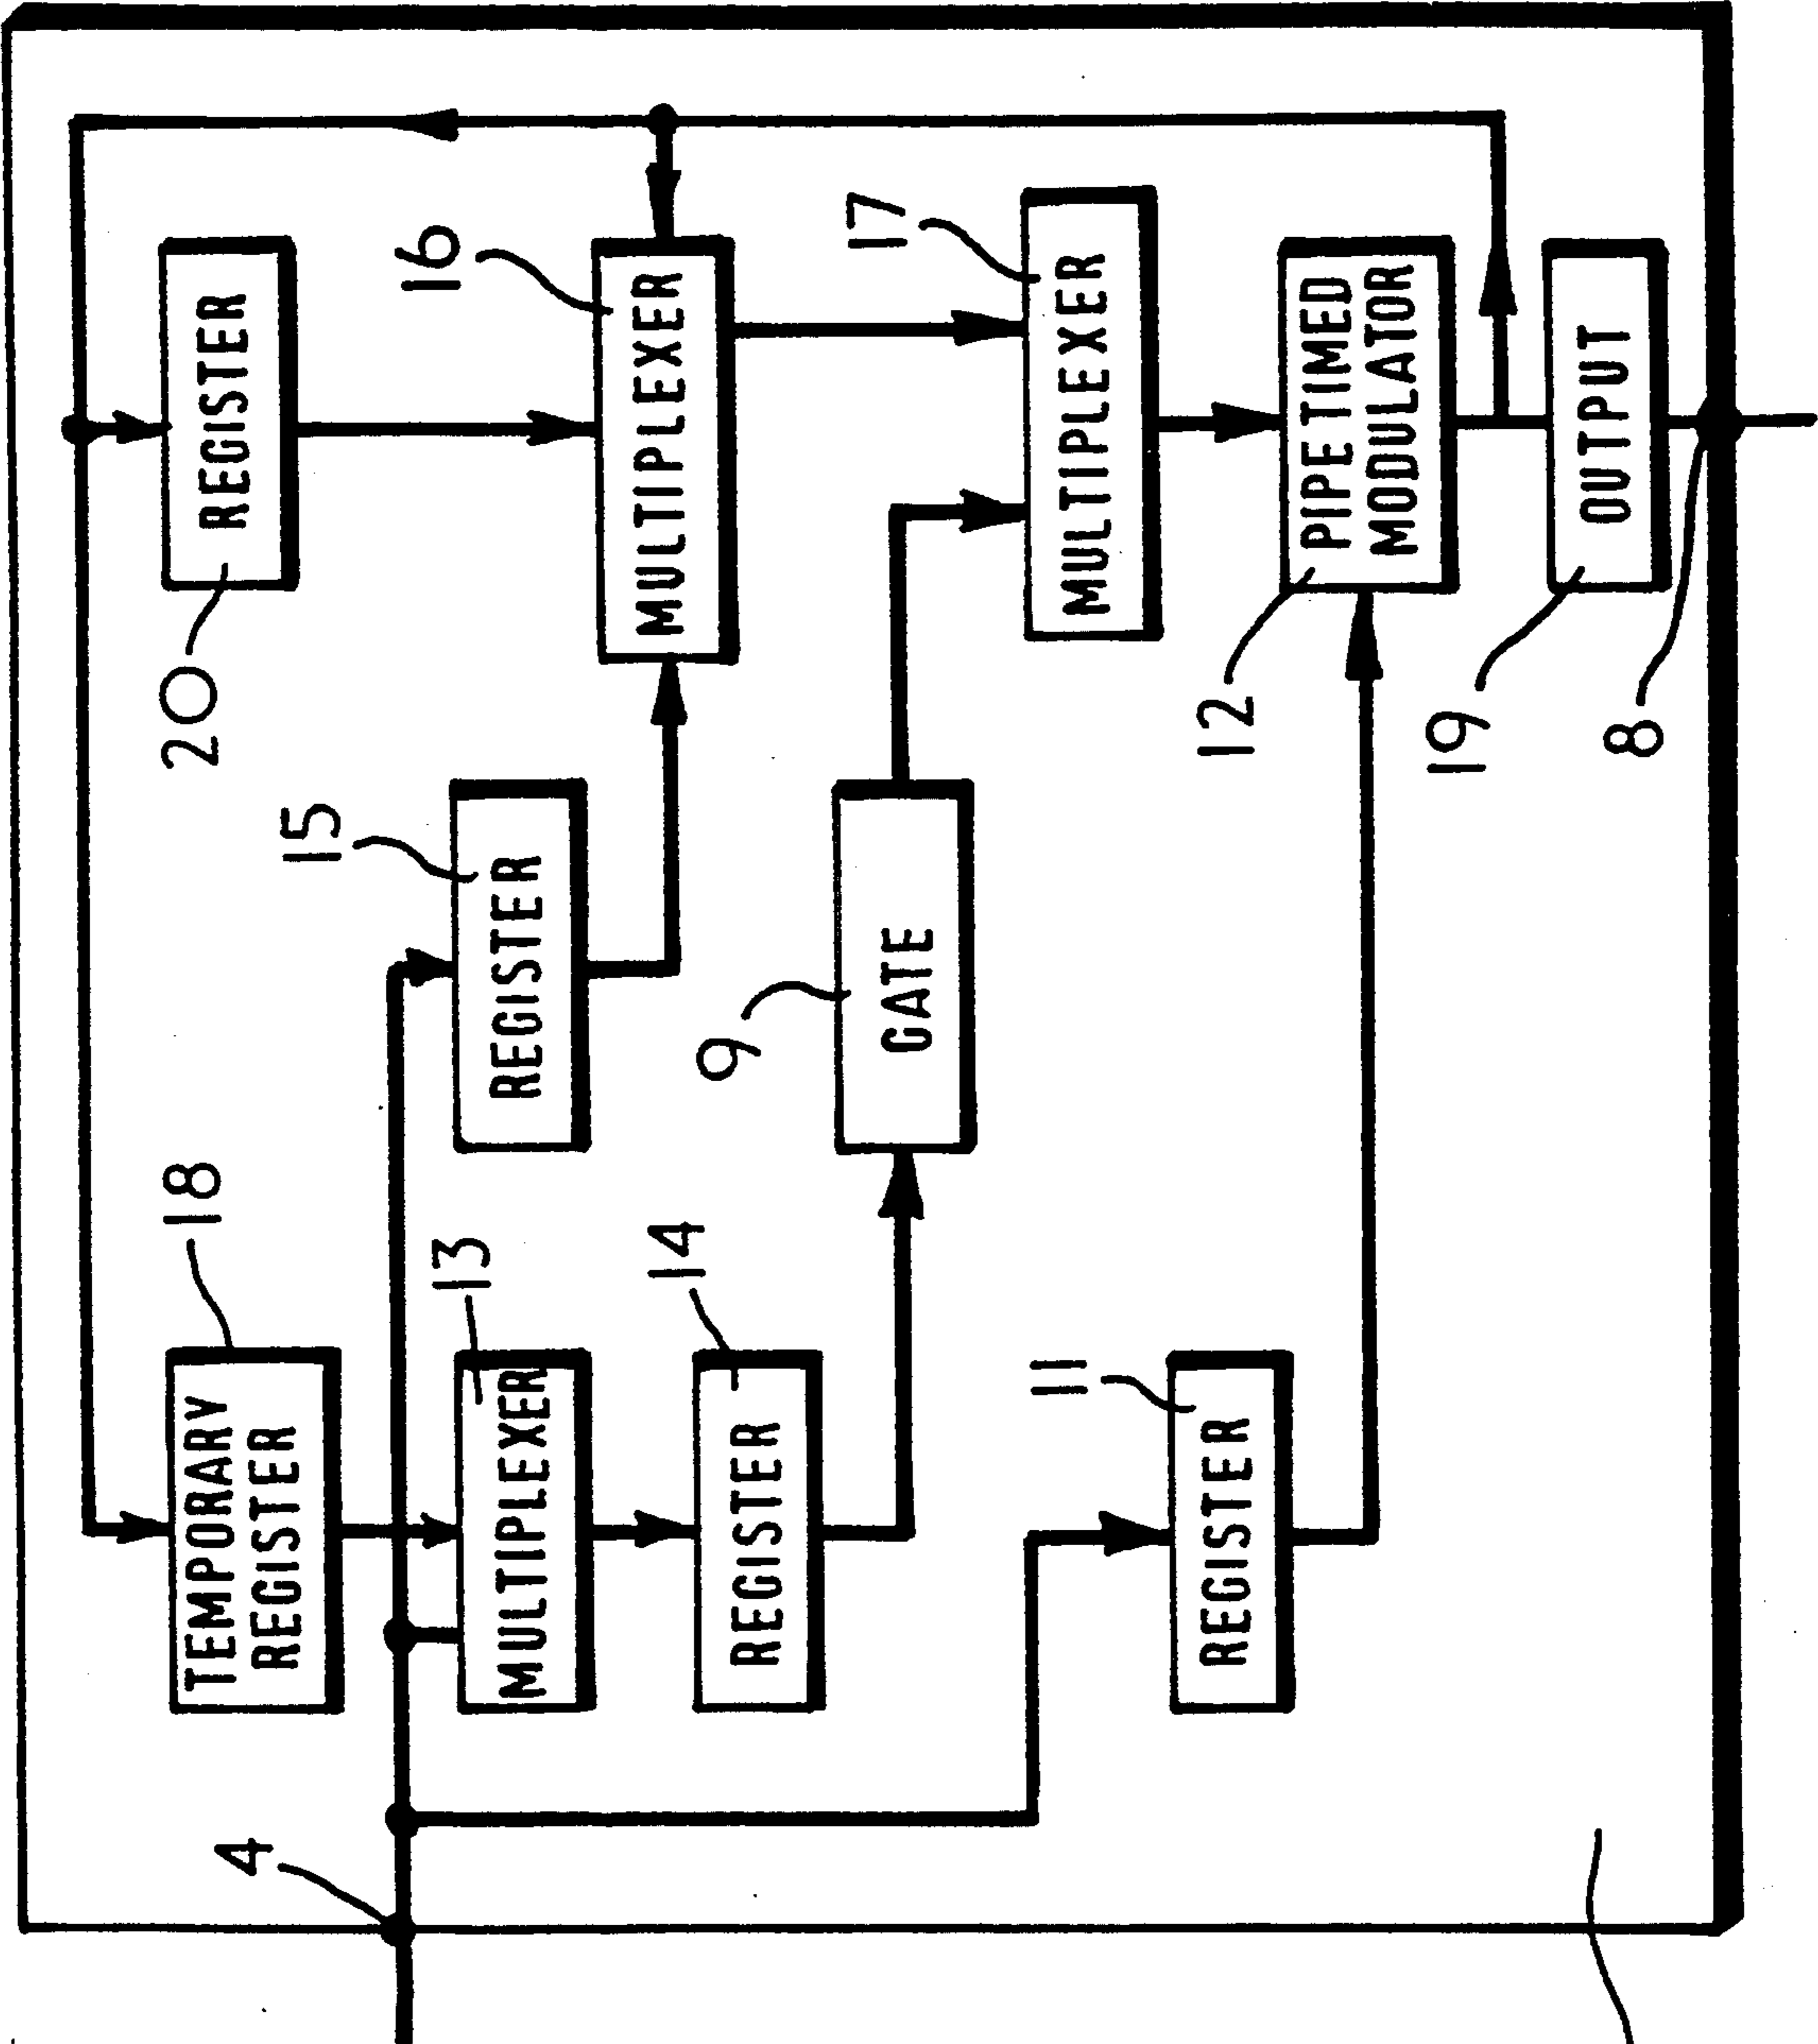 18
TEMPORARY
REGISTER
20
REGISTER
4
15
16
13
MULTIPLEXER
REGISTER
MULTIPLEXER
14
REGISTER
9
GATE
17
MULTIPLEXER
11
REGISTER
12
PIPE TIMED
MODULATOR
19
OUTPUT
8